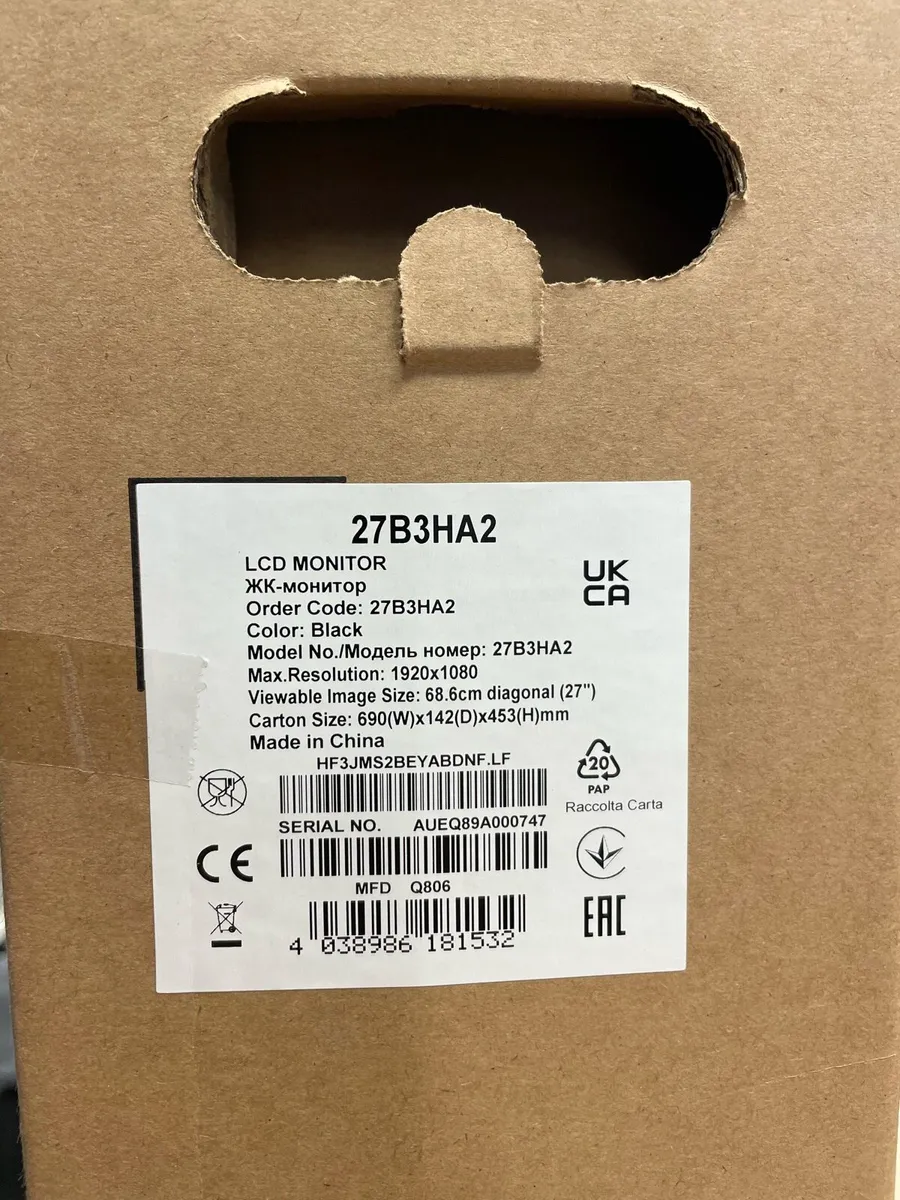 27B3HA2
LCD MONITOR
ЖК-монитор
Order Code: 27B3HA2
Color: Black
Model No./Модель номер: 27B3HA2
Max.Resolution: 1920x1080
Viewable Image Size: 68.6cm diagonal (27")
Carton Size: 690(W)x142(D)x453(H)mm
Made in China
HF3JMS2BEYABDNF.LF
SERIAL NO. AUEQ89A000747
MFD Q806
4 038986 181532
UK
CA
20
PAP
Raccolta Carta
CE
EAC